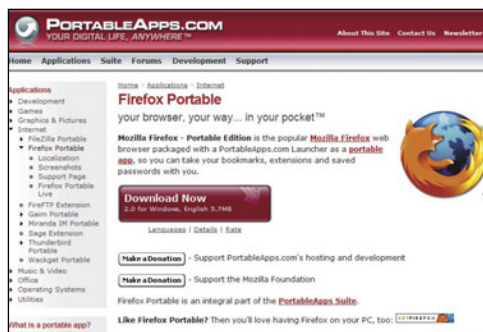 PORTABLEAPPS.COM
YOUR DIGITAL LIFE, ANYWHERE™
About This Site Contact Us Newsletter
Home Applications Suite Forums Development Support
Applications
Development
Games
Graphics & Pictures
Internet
FileZilla Portable
Firefox Portable
Localization
Screenshots
Support Page
Firefox Portable
Live
FireFTP Extension
Gaim Portable
Miranda IM Portable
Sage Extension
Thunderbird
Portable
Wackget Portable
Music & Video
Office
Operating Systems
Utilities
What is a portable app?
Home - Applications - Internet
Firefox Portable
your browser, your way... in your pocket™
Mozilla Firefox - Portable Edition is the popular Mozilla Firefox web
browser packaged with a PortableApps.com Launcher as a portable
app, so you can take your bookmarks, extensions and saved
passwords with you.
Download Now
2.0 for Windows, English 5.7MB
Languages | Details | Rate
Make a Donation - Support PortableApps.com's hosting and development
Make a Donation - Support the Mozilla Foundation
Firefox Portable is an integral part of the PortableApps Suite.
Like Firefox Portable? Then you'll love having Firefox on your PC, too: GET FIREFOX